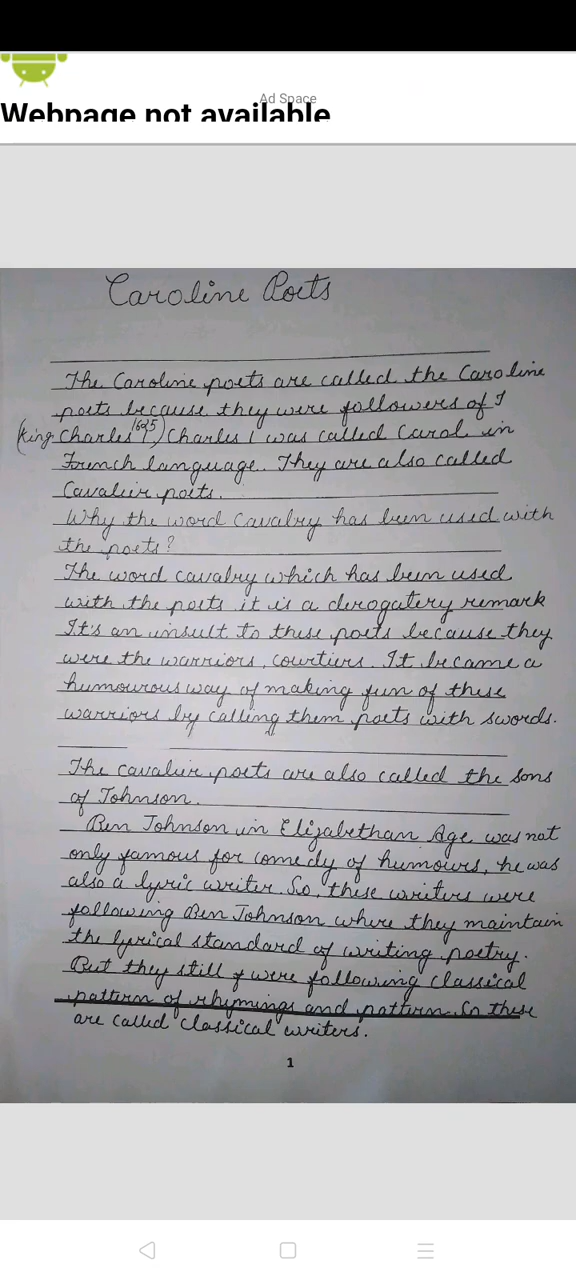 Ad Space
Webpage not available
Caroline Poets
The Caroline poets are called the Caroline
poets because they were followers of I
(King Charles I,) Charles I was called Carol in
1625
French language. They are also called
Cavalier poets.
Why the word Cavalry has been used with
the poets?
The word cavalry which has been used
with the poets it is a derogatery remark
It's an insult to these poets because they
were the warriors, courtiers. It became a
humourous way of making fun of these
warriors by calling them poets with swords.
The cavalier poets are also called the sons
of Johnson.
Ben Johnson in Elizabethan Age was not
only famous for comedy of humours, he was
also a lyric writer. So, these writers were
following Ben Johnson where they maintain
the lyrical standard of writing poetry.
But they still were following classical
pattern of rhymings and pattern. So these
are called classical writers.
1